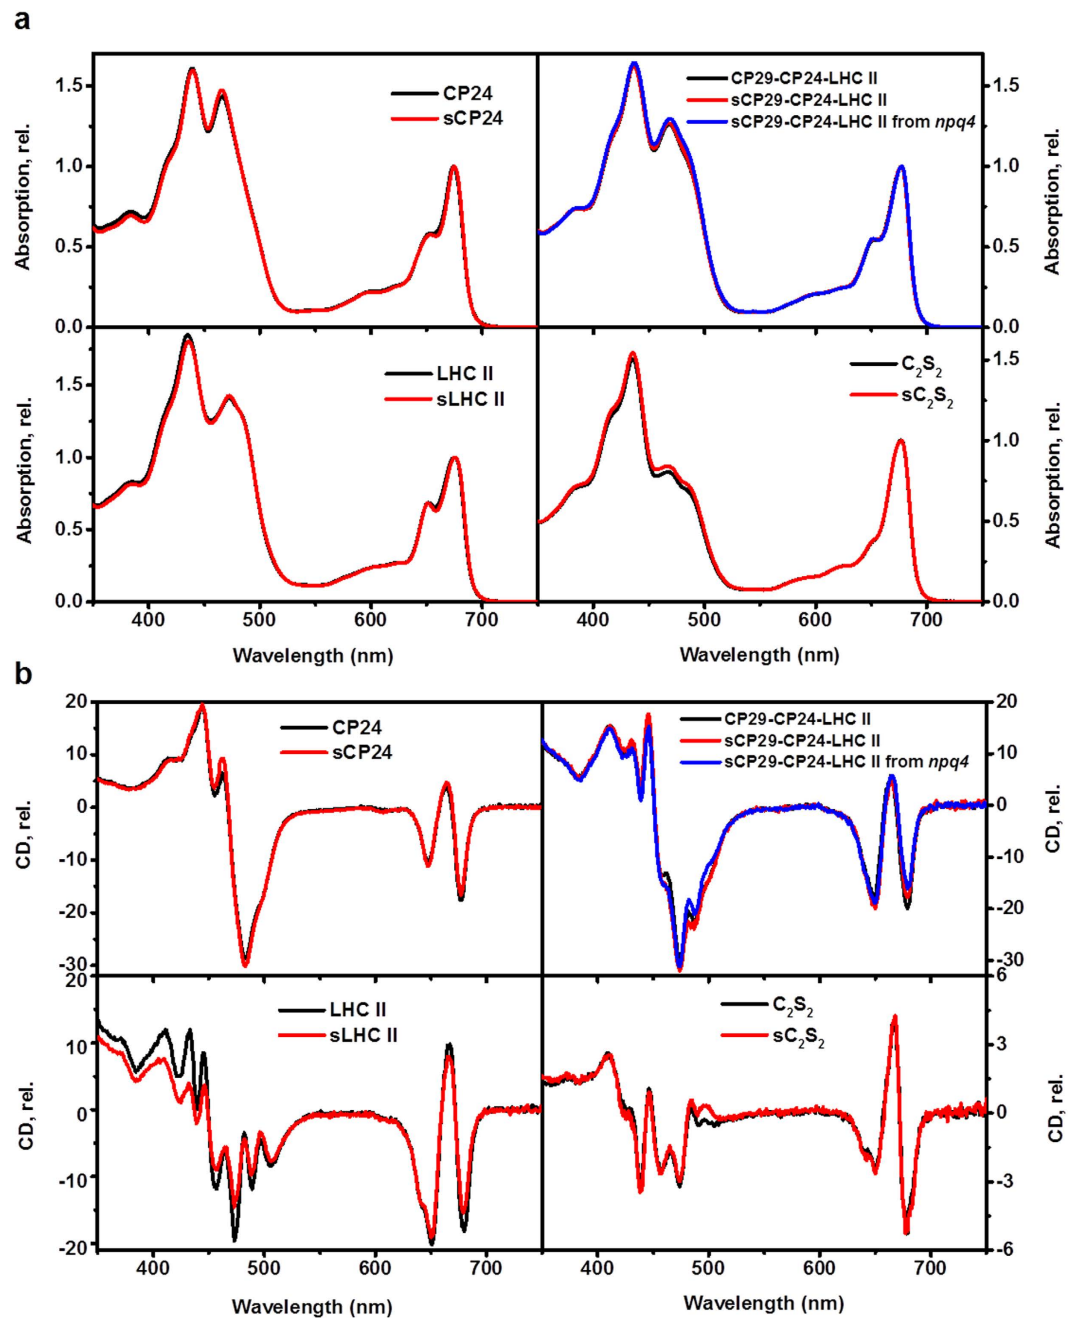 a
Absorption, rel.
1.5
1.0
0.5
0.0
CP24
sCP24
CP29-CP24-LHC II
sCP29-CP24-LHC II
sCP29-CP24-LHC II from npq4
1.5
1.0
0.5
0.0
Absorption, rel.
Absorption, rel.
1.5
1.0
0.5
0.0
LHC II
sLHC II
C₂S₂
sC₂S₂
1.5
1.0
0.5
0.0
Absorption, rel.
400 500 600 700
400 500 600 700
Wavelength (nm)
Wavelength (nm)
b
CD, rel.
20
10
0
-10
-20
-30
CP24
sCP24
CP29-CP24-LHC II
sCP29-CP24-LHC II
sCP29-CP24-LHC II from npq4
20
10
0
-10
-20
-30
CD, rel.
CD, rel.
20
10
0
-10
-20
LHC II
sLHC II
C₂S₂
sC₂S₂
6
3
0
-3
-6
CD, rel.
400 500 600 700
400 500 600 700
Wavelength (nm)
Wavelength (nm)